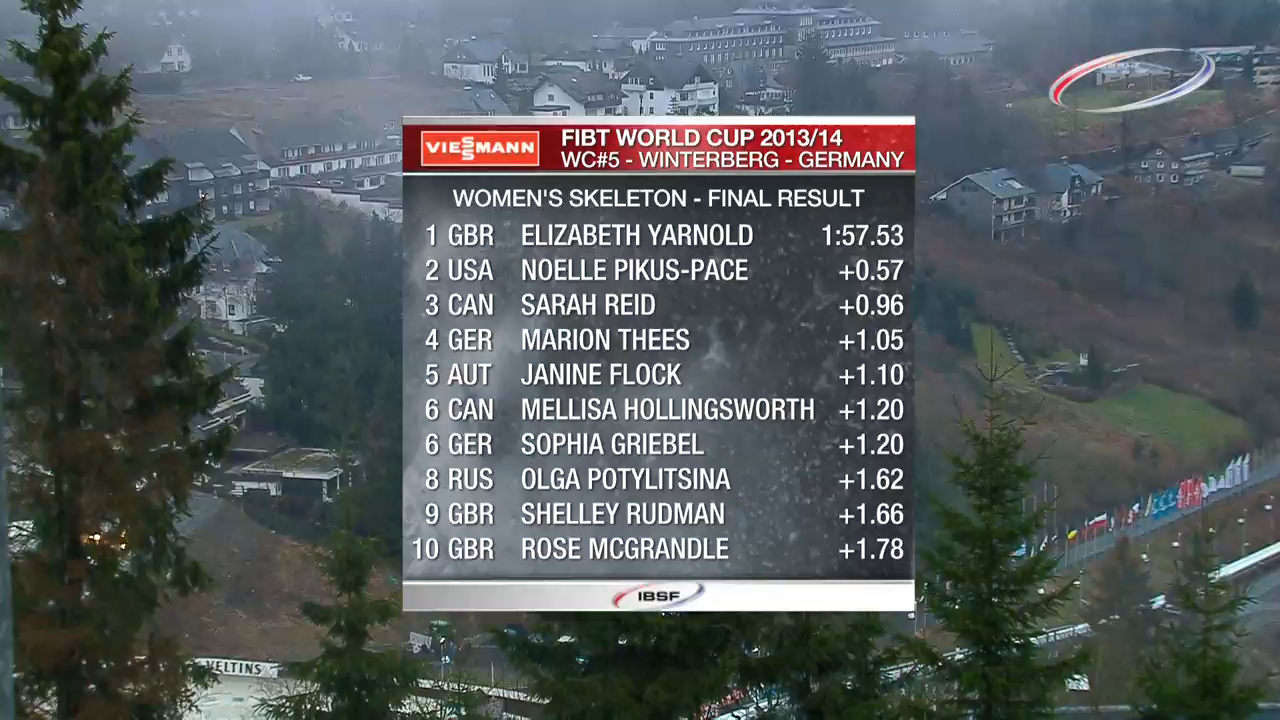 VIESSMANN
FIBT WORLD CUP 2013/14
WC#5 - WINTERBERG - GERMANY
WOMEN'S SKELETON - FINAL RESULT
1 GBR ELIZABETH YARNOLD 1:57.53
2 USA NOELLE PIKUS-PACE +0.57
3 CAN SARAH REID +0.96
4 GER MARION THEES +1.05
5 AUT JANINE FLOCK +1.10
6 CAN MELLISA HOLLINGSWORTH +1.20
6 GER SOPHIA GRIEBEL +1.20
8 RUS OLGA POTYLITSINA +1.62
9 GBR SHELLEY RUDMAN +1.66
10 GBR ROSE MCGRANDLE +1.78
IBSF
VELTINS